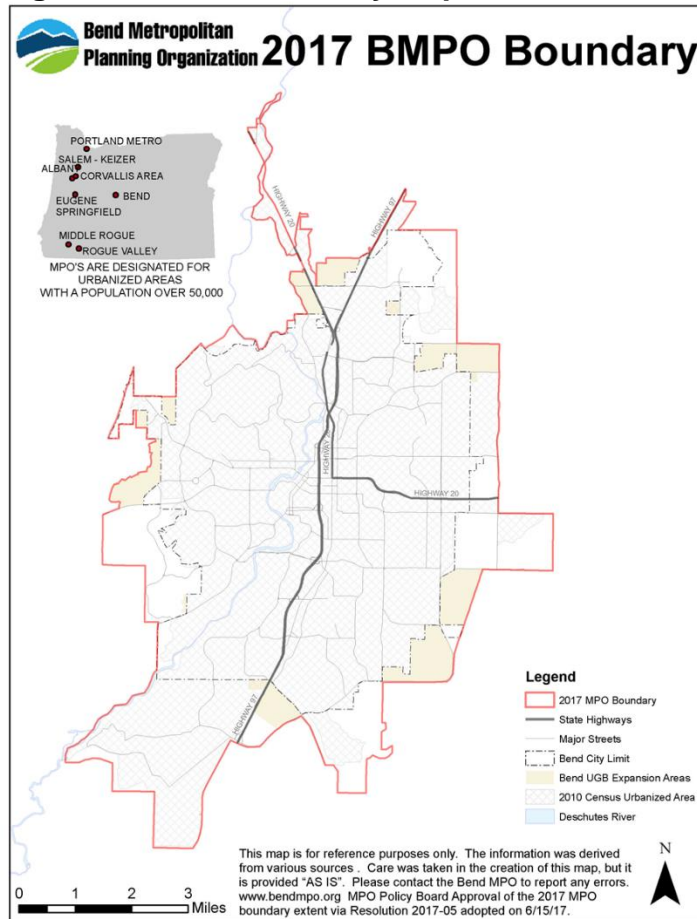 Bend Metropolitan
Planning Organization
2017 BMPO Boundary
PORTLAND METRO
SALEM - KEIZER
ALBANY
CORVALLIS AREA
EUGENE
SPRINGFIELD
BEND
MIDDLE ROGUE
ROGUE VALLEY
MPO'S ARE DESIGNATED FOR
URBANIZED AREAS
WITH A POPULATION OVER 50,000
HIGHWAY 20
HIGHWAY 97
HIGHWAY 20
HIGHWAY 97
Legend
2017 MPO Boundary
State Highways
Major Streets
Bend City Limit
Bend UGB Expansion Areas
2010 Census Urbanized Area
Deschutes River
This map is for reference purposes only. The information was derived
from various sources . Care was taken in the creation of this map, but it
is provided "AS IS". Please contact the Bend MPO to report any errors.
www.bendmpo.org MPO Policy Board Approval of the 2017 MPO
boundary extent via Resolution 2017-05 adopted on 6/15/17.
N
0 1 2 3
Miles